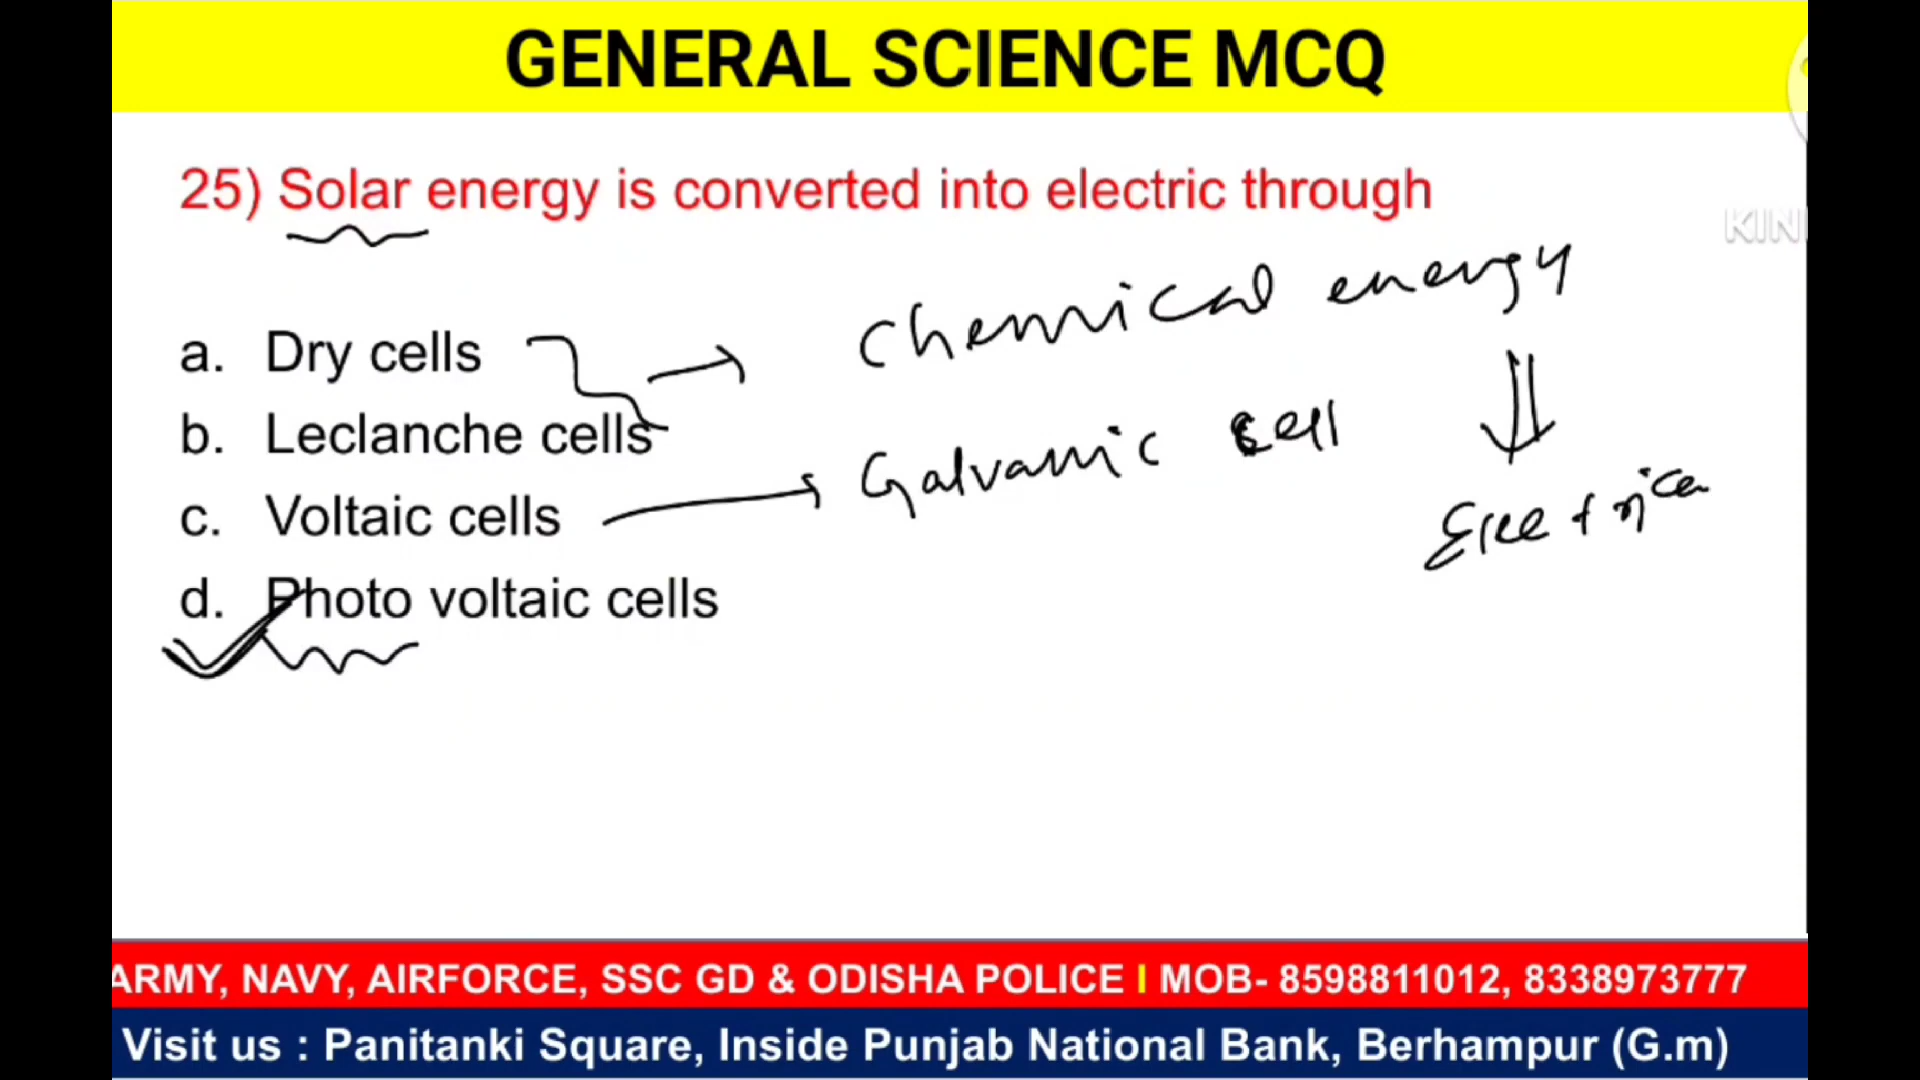 GENERAL SCIENCE MCQ
25) Solar energy is converted into electric through
KIN
Chemical energy
a. Dry cells
b. Leclanche cells
Galvanic cell
c. Voltaic cells
d. Photo voltaic cells
ARMY, NAVY, AIRFORCE, SSC GD & ODISHA POLICE I MOB- 8598811012, 8338973777
Visit us : Panitanki Square, Inside Punjab National Bank, Berhampur (G.m)